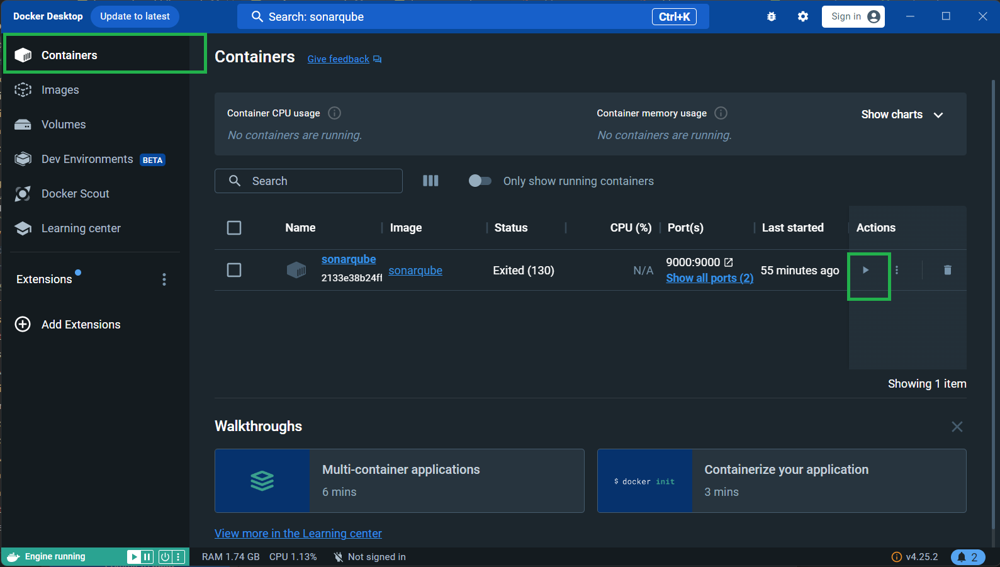 Docker Desktop
Update to latest
Search: sonarqube
Ctrl+K
Sign in
Containers
Images
Volumes
Dev Environments BETA
Docker Scout
Learning center
Extensions
Add Extensions
Containers
Give feedback
Container CPU usage
No containers are running.
Container memory usage
No containers are running.
Show charts
Search
Only show running containers
Name Image Status CPU (%) Port(s) Last started Actions
sonarqube
2133e38b24ff
sonarqube
Exited (130)
N/A
9000:9000
Show all ports (2)
55 minutes ago
Showing 1 item
Walkthroughs
Multi-container applications
6 mins
$ docker init
Containerize your application
3 mins
View more in the Learning center
Engine running
RAM 1.74 GB CPU 1.13% Not signed in
v4.25.2
2